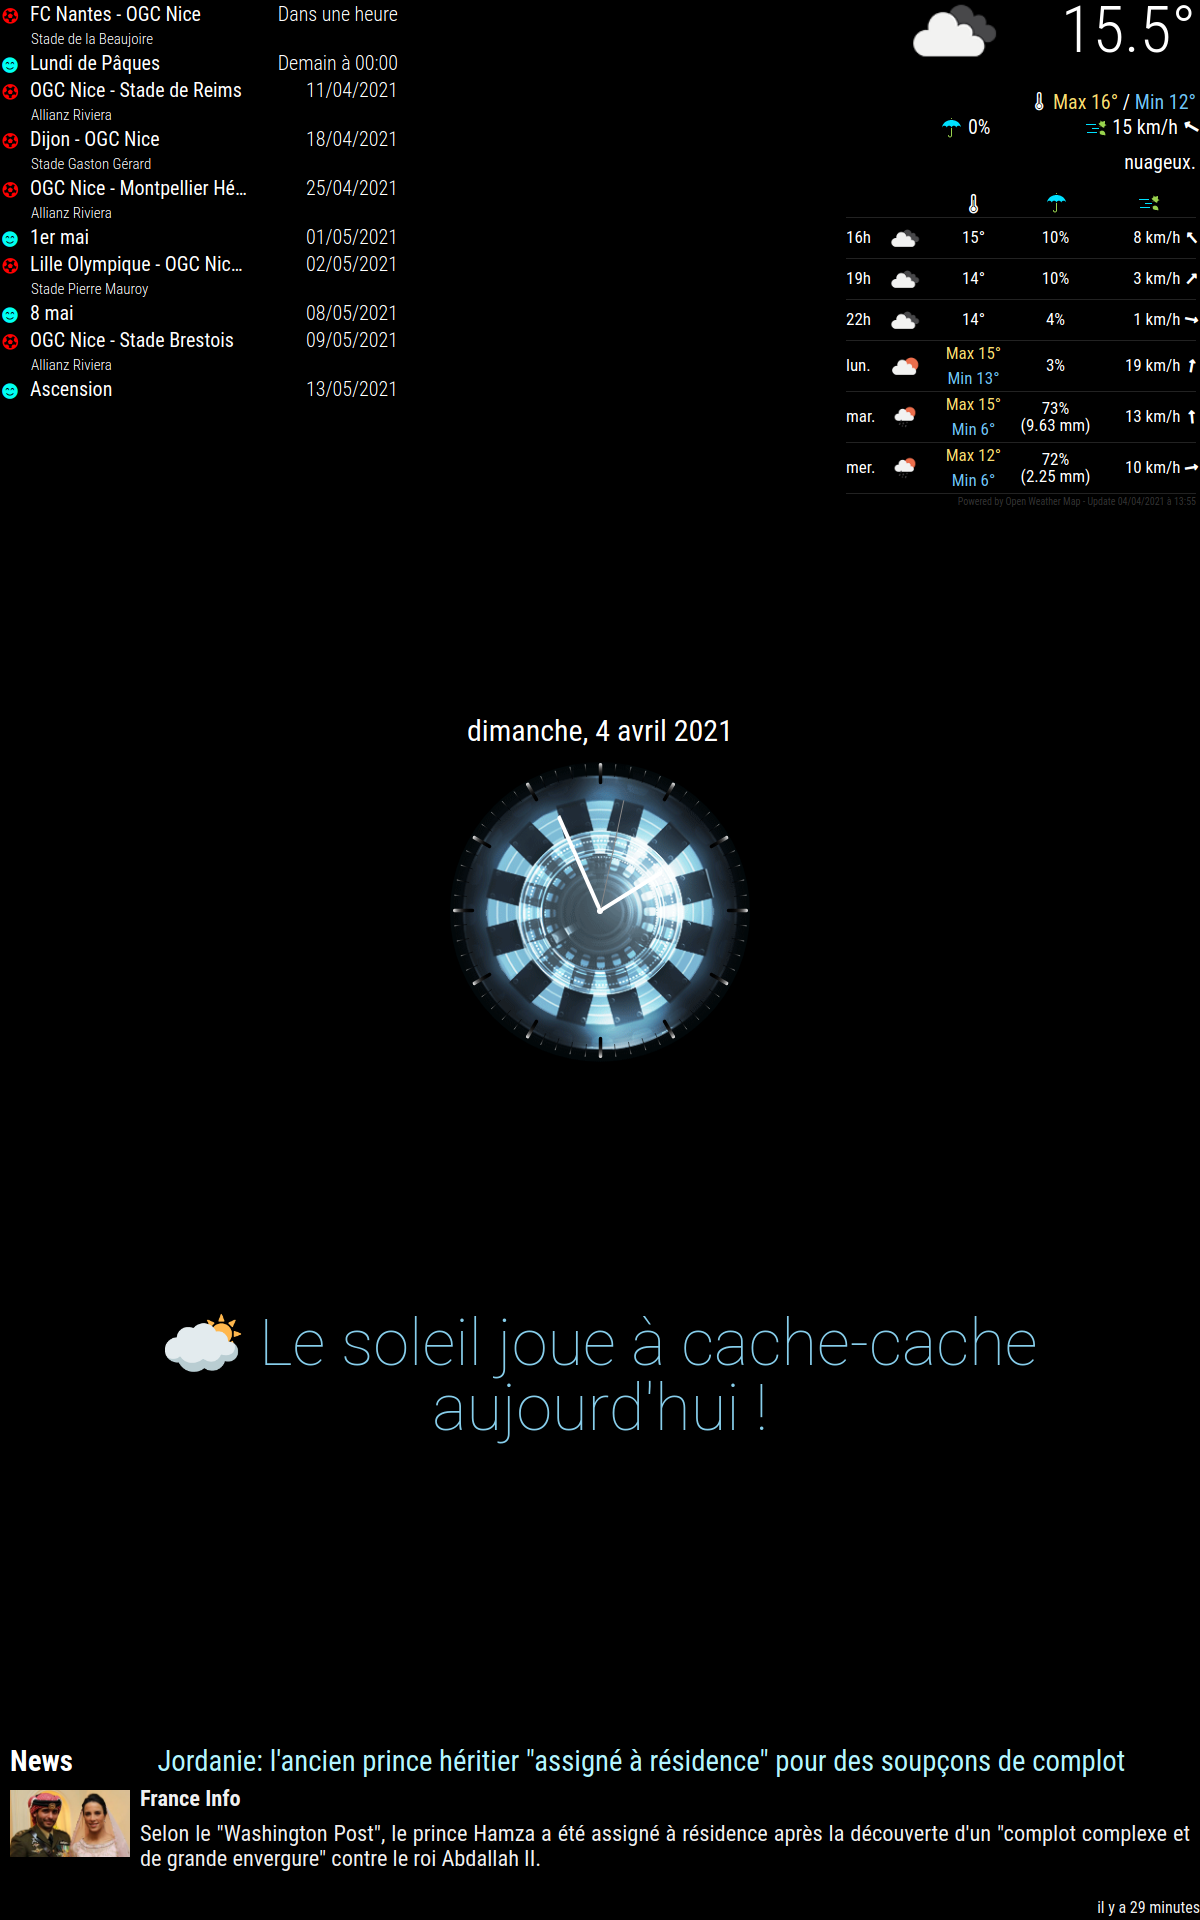 FC Nantes - OGC Nice Dans une heure
Stade de la Beaujoire
Lundi de Pâques Demain à 00:00
OGC Nice - Stade de Reims 11/04/2021
Allianz Riviera
Dijon - OGC Nice 18/04/2021
Stade Gaston Gérard
OGC Nice - Montpellier Hé... 25/04/2021
Allianz Riviera
1er mai 01/05/2021
Lille Olympique - OGC Nic... 02/05/2021
Stade Pierre Mauroy
8 mai 08/05/2021
OGC Nice - Stade Brestois 09/05/2021
Allianz Riviera
Ascension 13/05/2021
15.5°
Max 16° / Min 12°
0% 15 km/h
nuageux.
16h 15° 10% 8 km/h
19h 14° 10% 3 km/h
22h 14° 4% 1 km/h
lun. Max 15° Min 13° 3% 19 km/h
mar. Max 15° Min 6° 73% (9.63 mm) 13 km/h
mer. Max 12° Min 6° 72% (2.25 mm) 10 km/h
Powered by Open Weather Map - Update 04/04/2021 à 13:55
dimanche, 4 avril 2021
Le soleil joue à cache-cache
aujourd'hui !
News Jordanie: l'ancien prince héritier "assigné à résidence" pour des soupçons de complot
France Info
Selon le "Washington Post", le prince Hamza a été assigné à résidence après la découverte d'un "complot complexe et
de grande envergure" contre le roi Abdallah II.
il y a 29 minutes